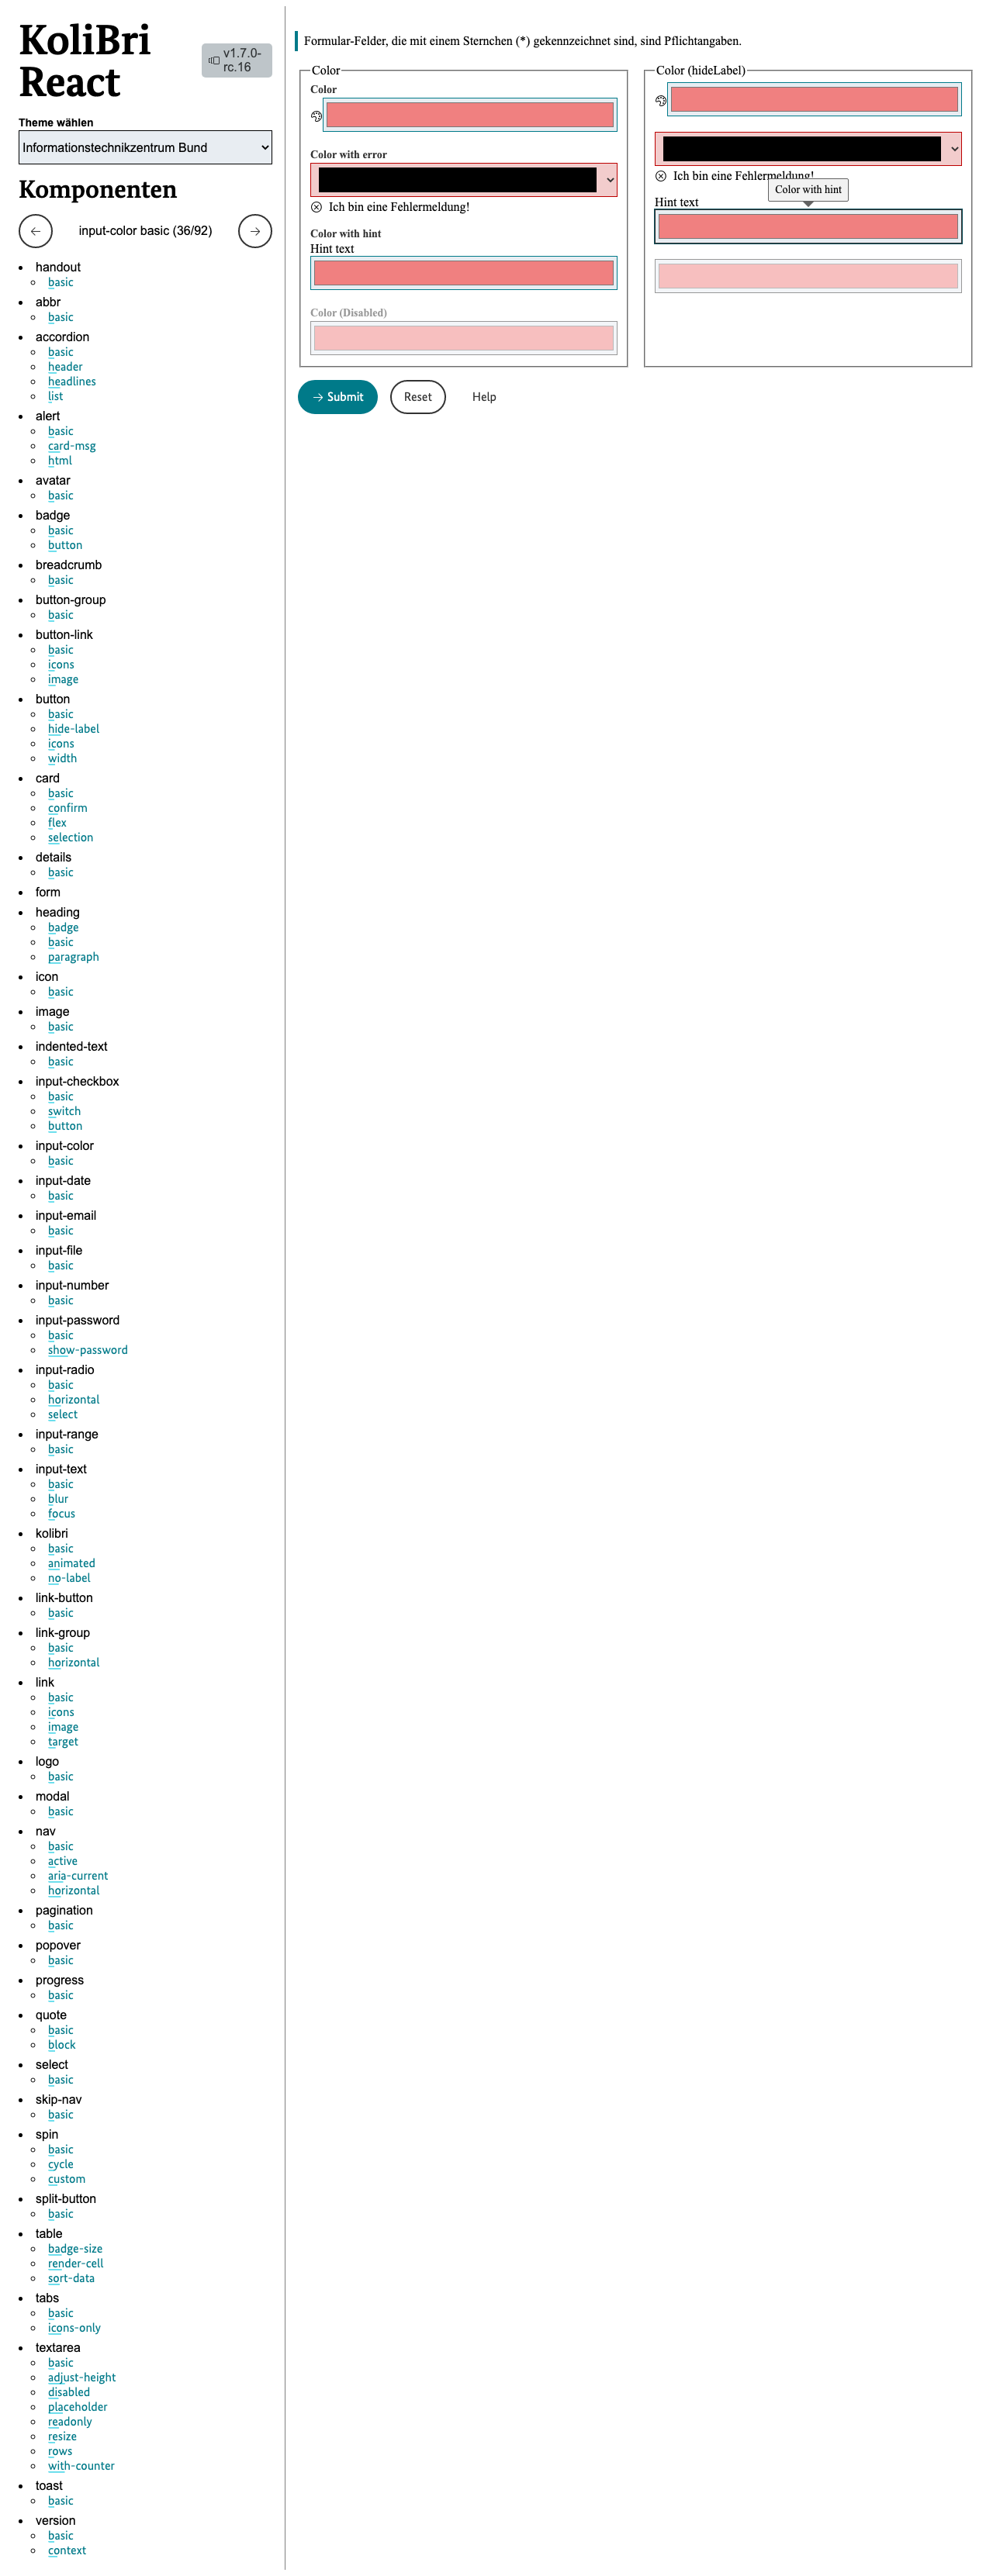 KoliBri
React
v1.7.0-
rc.16
Theme wählen
Informationstechnikzentrum Bund
Komponenten
input-color basic (36/92)
handout
basic
abbr
basic
accordion
basic
header
headlines
list
alert
basic
card-msg
html
avatar
basic
badge
basic
button
breadcrumb
basic
button-group
basic
button-link
basic
icons
image
button
basic
hide-label
icons
width
card
basic
confirm
flex
selection
details
basic
form
heading
badge
basic
paragraph
icon
basic
image
basic
indented-text
basic
input-checkbox
basic
switch
button
input-color
basic
input-date
basic
input-email
basic
input-file
basic
input-number
basic
input-password
basic
show-password
input-radio
basic
horizontal
select
input-range
basic
input-text
basic
blur
focus
kolibri
basic
animated
no-label
link-button
basic
link-group
basic
horizontal
link
basic
icons
image
target
logo
basic
modal
basic
nav
basic
active
aria-current
horizontal
pagination
basic
popover
basic
progress
basic
quote
basic
block
select
basic
skip-nav
basic
spin
basic
cycle
custom
split-button
basic
table
badge-size
render-cell
sort-data
tabs
basic
icons-only
textarea
basic
adjust-height
disabled
placeholder
readonly
resize
rows
with-counter
toast
basic
version
basic
context
Formular-Felder, die mit einem Sternchen (*) gekennzeichnet sind, sind Pflichtangaben.
Color
Color
Color with error
Ich bin eine Fehlermeldung!
Color with hint
Hint text
Color (Disabled)
Color (hideLabel)
Ich bin eine Fehlermeldung!
Color with hint
Hint text
Submit
Reset
Help